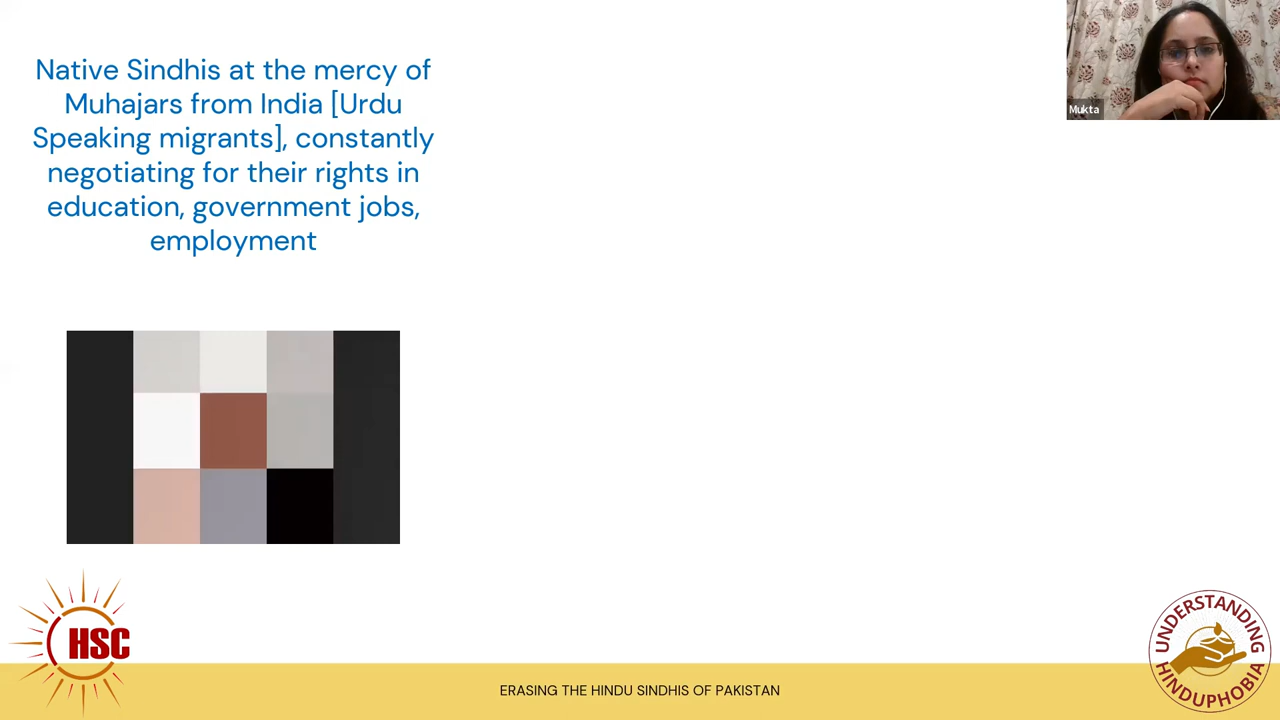 Native Sindhis at the mercy of
Muhajars from India [Urdu
Speaking migrants], constantly
negotiating for their rights in
education, government jobs,
employment
Mukta
HSC
UNDERSTANDING
HINDUPHOBIA
ERASING THE HINDU SINDHIS OF PAKISTAN